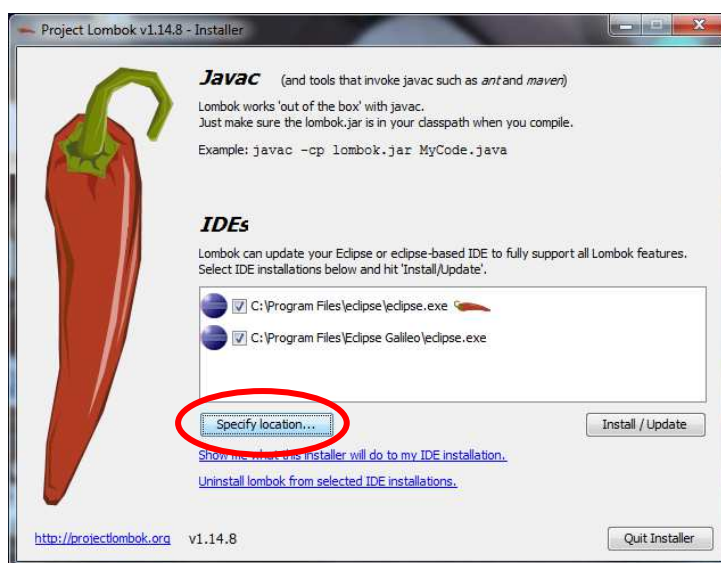 Project Lombok v1.14.8 - Installer
Javac (and tools that invoke javac such as ant and maven)
Lombok works 'out of the box' with javac.
Just make sure the lombok.jar is in your classpath when you compile.
Example: javac -cp lombok.jar MyCode.java
IDEs
Lombok can update your Eclipse or eclipse-based IDE to fully support all Lombok features.
Select IDE installations below and hit 'Install/Update'.
C:\Program Files\eclipse\eclipse.exe
C:\Program Files\Eclipse Galileo\eclipse.exe
Specify location... Install / Update
Show me what this installer will do to my IDE installation.
Uninstall lombok from selected IDE installations.
http://projectlombok.org v1.14.8 Quit Installer